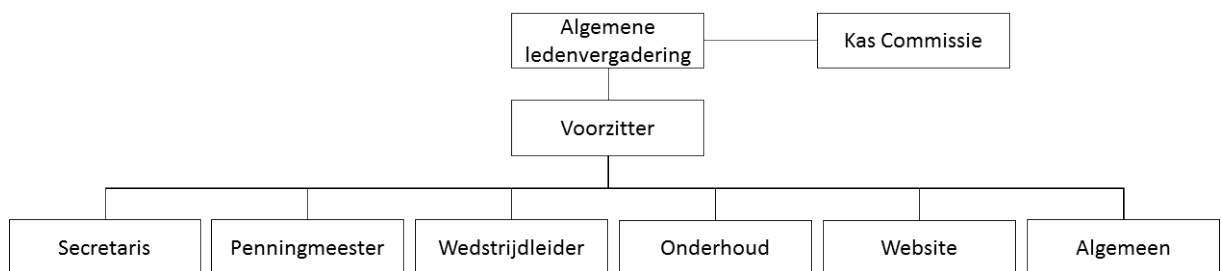 Algemene
ledenvergadering
Kas Commissie
Voorzitter
Secretaris
Penningmeester
Wedstrijdleider
Onderhoud
Website
Algemeen